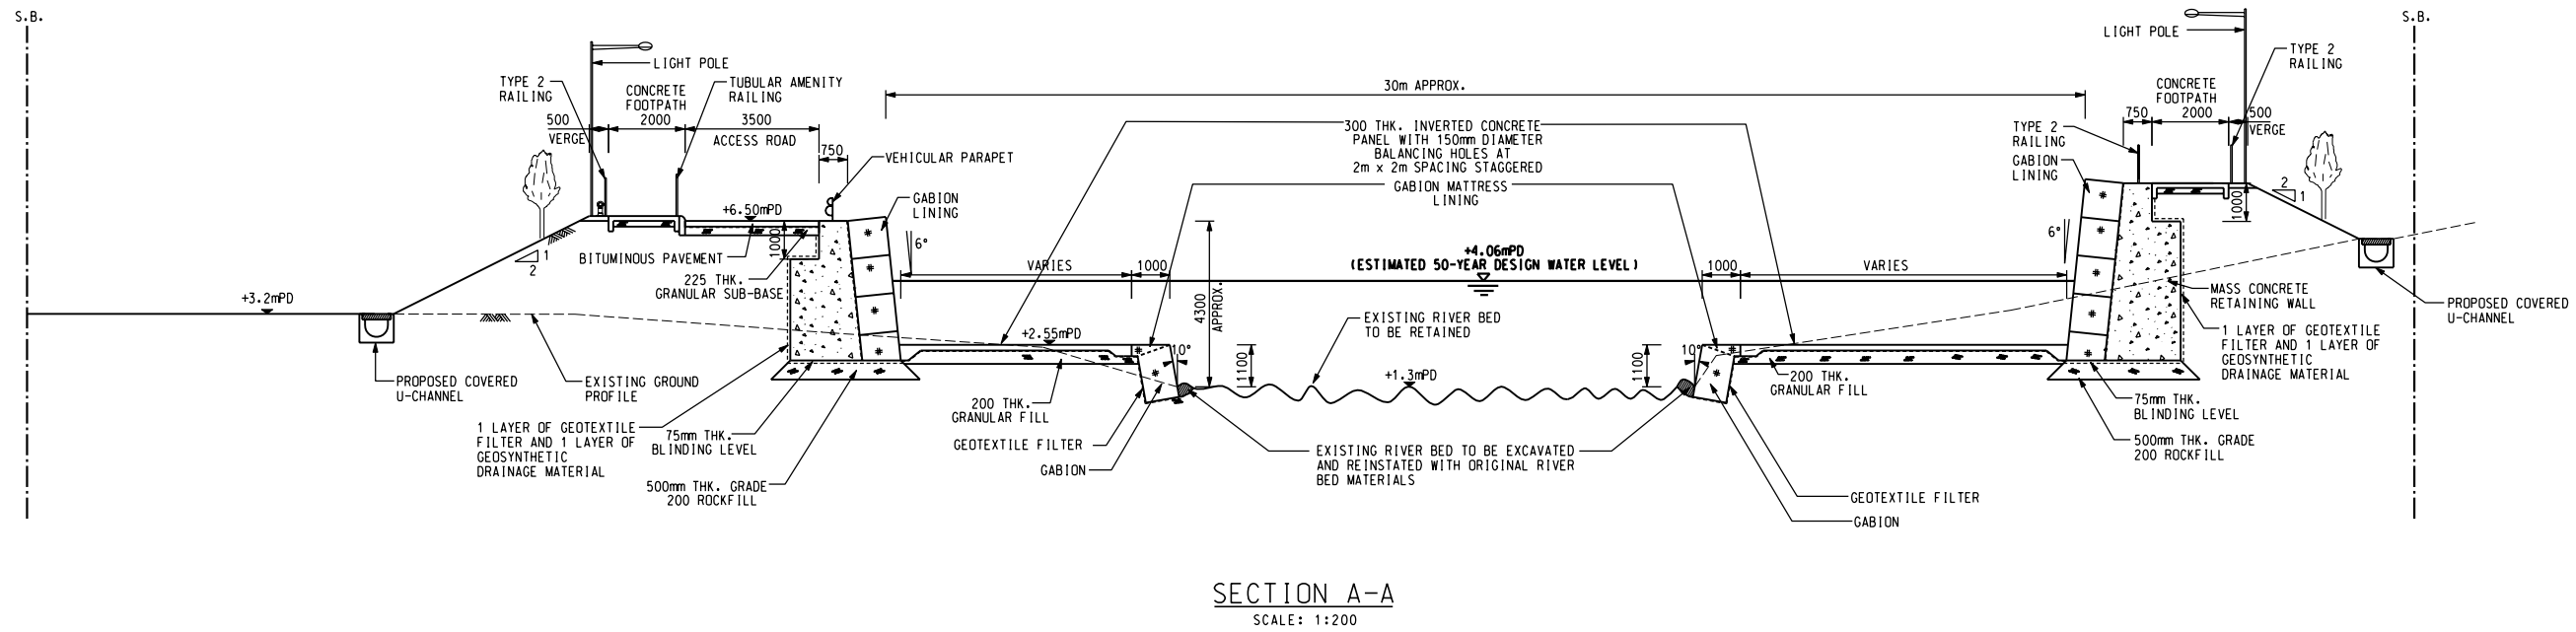 S.B.
S.B.
LIGHT POLE
TYPE 2
RAILING
CONCRETE
FOOTPATH
TUBULAR AMENITY
RAILING
500
2000
3500
VERGE
ACCESS ROAD
750
VEHICULAR PARAPET
GABION
LINING
+6.50mPD
1000
6°
BITUMINOUS PAVEMENT
225 THK.
GRANULAR SUB-BASE
1
2
+3.2mPD
PROPOSED COVERED
U-CHANNEL
EXISTING GROUND
PROFILE
1 LAYER OF GEOTEXTILE
FILTER AND 1 LAYER OF
GEOSYNTHETIC
DRAINAGE MATERIAL
75mm THK.
BLINDING LEVEL
500mm THK. GRADE
200 ROCKFILL
30m APPROX.
300 THK. INVERTED CONCRETE
PANEL WITH 150mm DIAMETER
BALANCING HOLES AT
2m x 2m SPACING STAGGERED
GABION MATTRESS
LINING
+4.06mPD
(ESTIMATED 50-YEAR DESIGN WATER LEVEL)
VARIES
1000
4300
APPROX.
+2.55mPD
10°
1100
200 THK.
GRANULAR FILL
GEOTEXTILE FILTER
GABION
EXISTING RIVER BED
TO BE RETAINED
+1.3mPD
EXISTING RIVER BED TO BE EXCAVATED
AND REINSTATED WITH ORIGINAL RIVER
BED MATERIALS
1000
VARIES
1100
10°
200 THK.
GRANULAR FILL
GEOTEXTILE FILTER
GABION
LIGHT POLE
TYPE 2
RAILING
CONCRETE
FOOTPATH
750
2000
500
VERGE
TYPE 2
RAILING
GABION
LINING
2
1
1000
6°
MASS CONCRETE
RETAINING WALL
PROPOSED COVERED
U-CHANNEL
1 LAYER OF GEOTEXTILE
FILTER AND 1 LAYER OF
GEOSYNTHETIC
DRAINAGE MATERIAL
75mm THK.
BLINDING LEVEL
500mm THK. GRADE
200 ROCKFILL
SECTION A-A
SCALE: 1:200